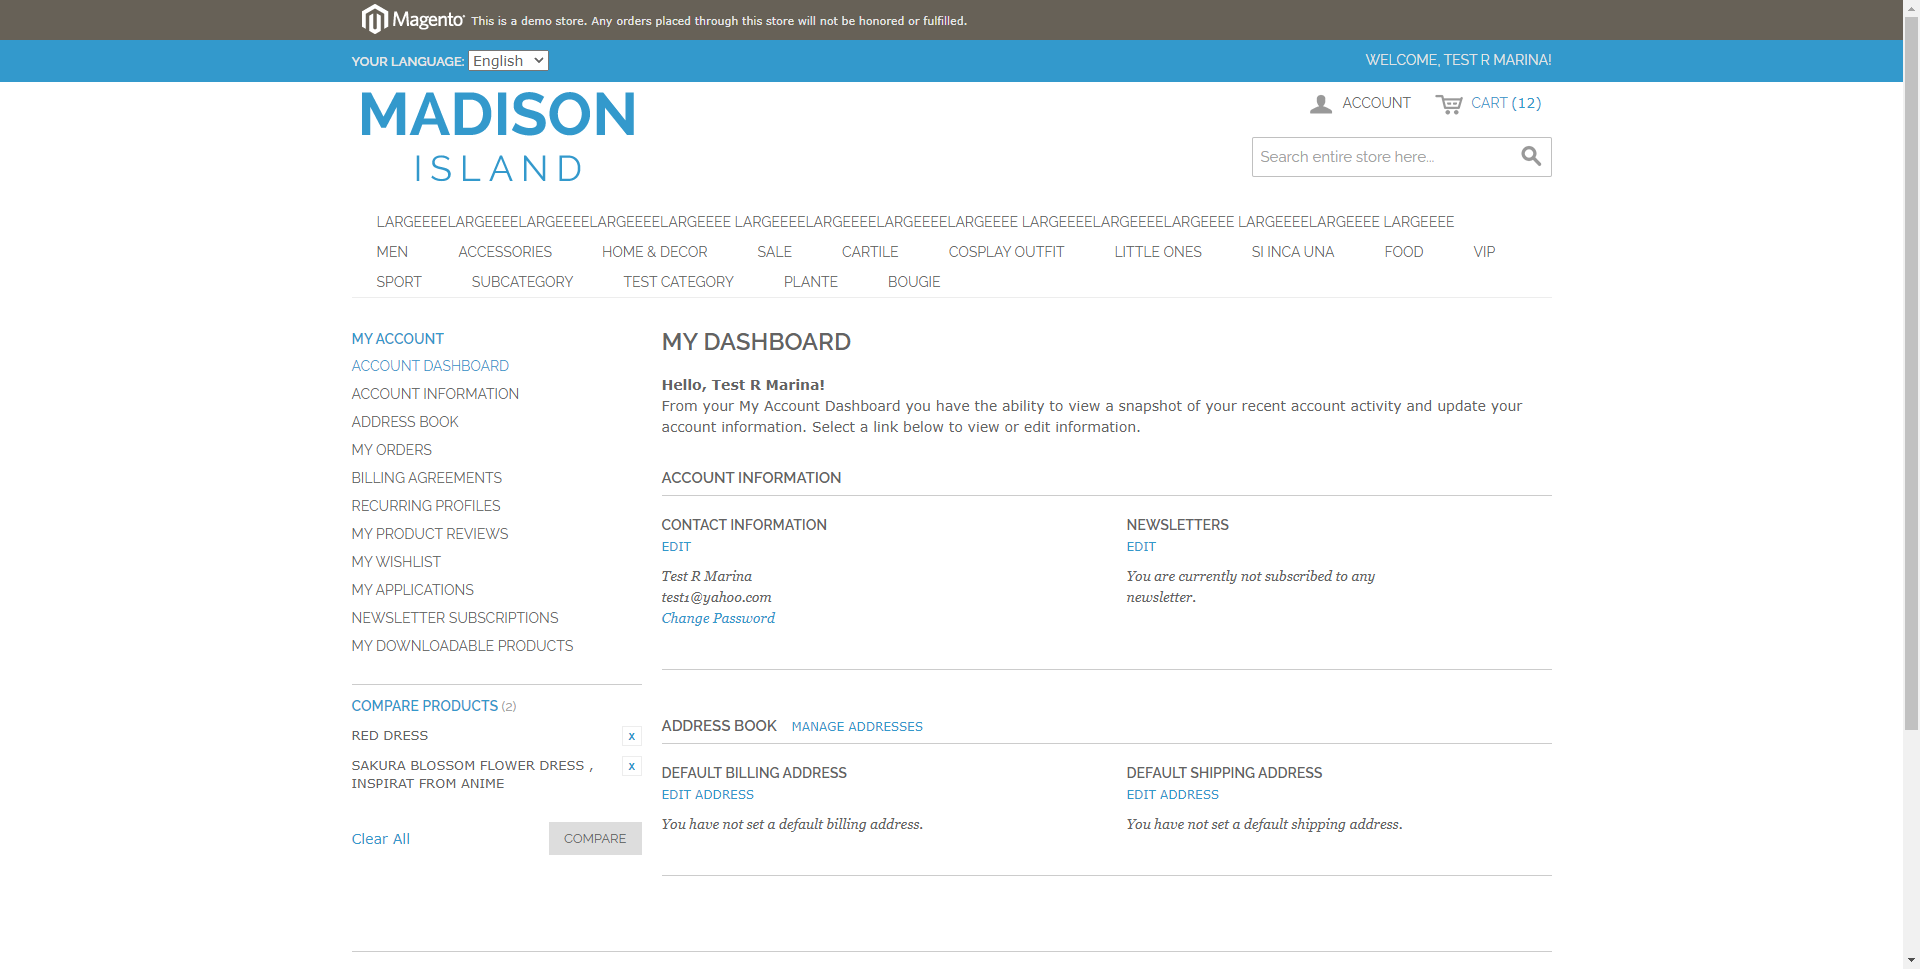 Magento This is a demo store. Any orders placed through this store will not be honored or fulfilled.
YOUR LANGUAGE: English
WELCOME, TEST R MARINA!
MADISON
ISLAND
ACCOUNT CART (12)
Search entire store here...
LARGEEEELARGEEEELARGEEEELARGEEEELARGEEEE LARGEEEELARGEEEELARGEEEELARGEEEE LARGEEEELARGEEEELARGEEEE LARGEEEELARGEEEE LARGEEEE
MEN ACCESSORIES HOME & DECOR SALE CARTILE COSPLAY OUTFIT LITTLE ONES SI INCA UNA FOOD VIP
SPORT SUBCATEGORY TEST CATEGORY PLANTE BOUGIE
MY ACCOUNT
ACCOUNT DASHBOARD
ACCOUNT INFORMATION
ADDRESS BOOK
MY ORDERS
BILLING AGREEMENTS
RECURRING PROFILES
MY PRODUCT REVIEWS
MY WISHLIST
MY APPLICATIONS
NEWSLETTER SUBSCRIPTIONS
MY DOWNLOADABLE PRODUCTS
COMPARE PRODUCTS (2)
RED DRESS x
SAKURA BLOSSOM FLOWER DRESS , x
INSPIRAT FROM ANIME
Clear All COMPARE
MY DASHBOARD
Hello, Test R Marina!
From your My Account Dashboard you have the ability to view a snapshot of your recent account activity and update your
account information. Select a link below to view or edit information.
ACCOUNT INFORMATION
CONTACT INFORMATION
EDIT
Test R Marina
test1@yahoo.com
Change Password
NEWSLETTERS
EDIT
You are currently not subscribed to any
newsletter.
ADDRESS BOOK MANAGE ADDRESSES
DEFAULT BILLING ADDRESS
EDIT ADDRESS
You have not set a default billing address.
DEFAULT SHIPPING ADDRESS
EDIT ADDRESS
You have not set a default shipping address.